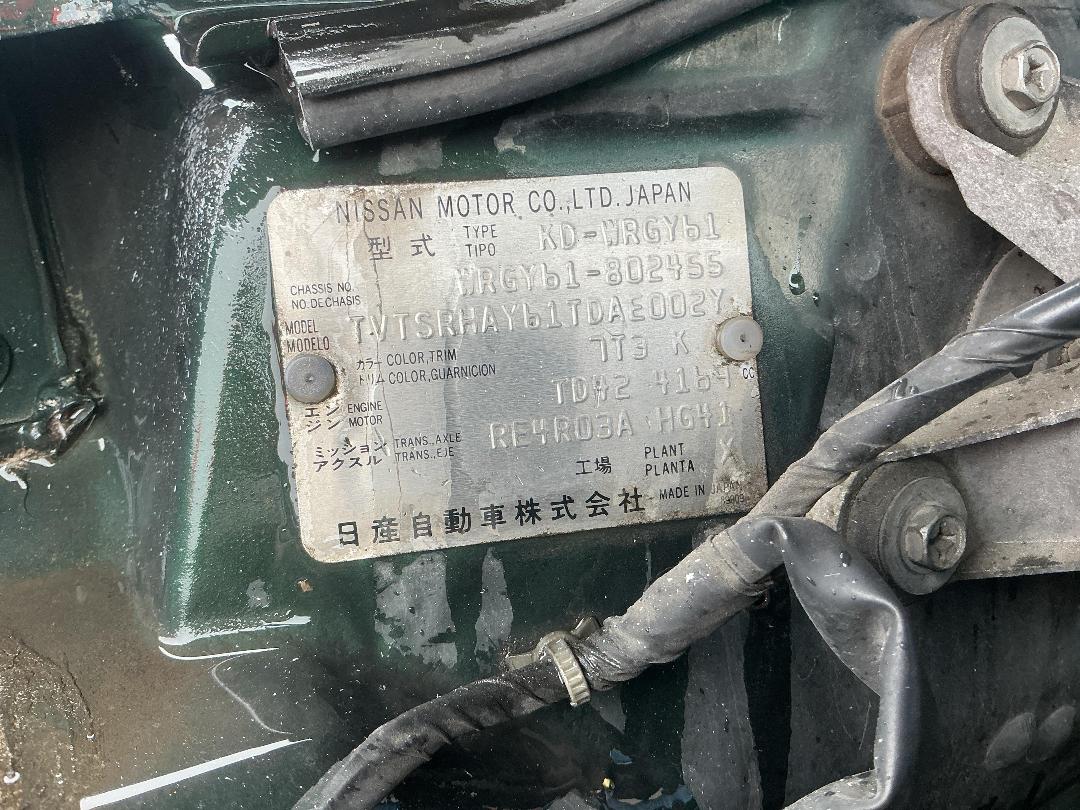 NISSAN MOTOR CO.,LTD. JAPAN
型式 TYPE TIPO KD-WRGY61
CHASSIS NO. NO. DE CHASIS WRGY61-802455
MODEL MODELO TVTSRHAY61TDAE002Y
カラー トリム COLOR,TRIM COLOR,GUARNICION 7T3 K
エンジン ENGINE MOTOR TD42 4164 CC
ミッション アクスル TRANS.,AXLE TRANS.,EJE RE4R03A HG41
工場 PLANT PLANTA X
日産自動車株式会社 MADE IN JAPAN